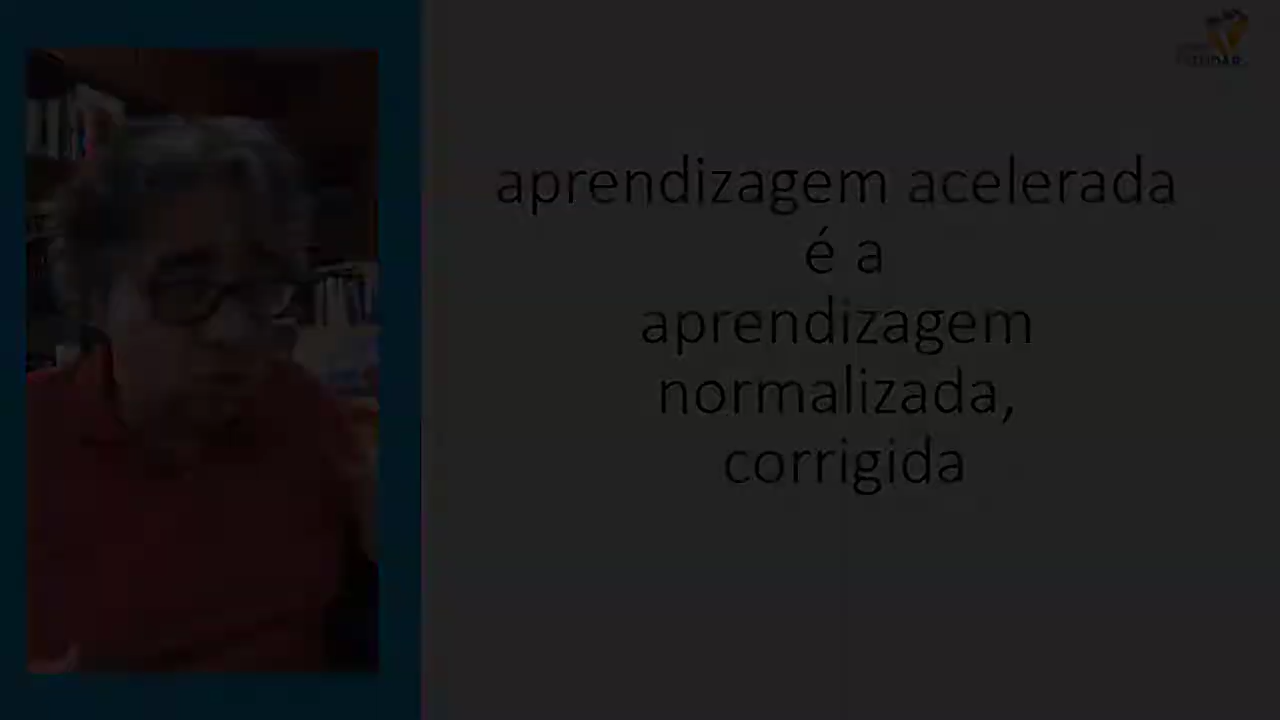 aprendizagem acelerada
é a
aprendizagem
normalizada,
corrigida